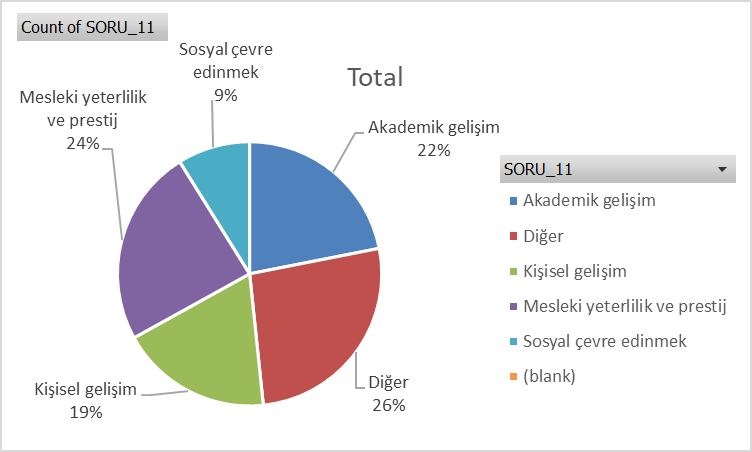 Count of SORU_11
Total
Sosyal çevre
edinmek
9%
Mesleki yeterlilik
ve prestij
24%
Akademik gelişim
22%
Kişisel gelişim
19%
Diğer
26%
SORU_11
Akademik gelişim
Diğer
Kişisel gelişim
Mesleki yeterlilik ve prestij
Sosyal çevre edinmek
(blank)